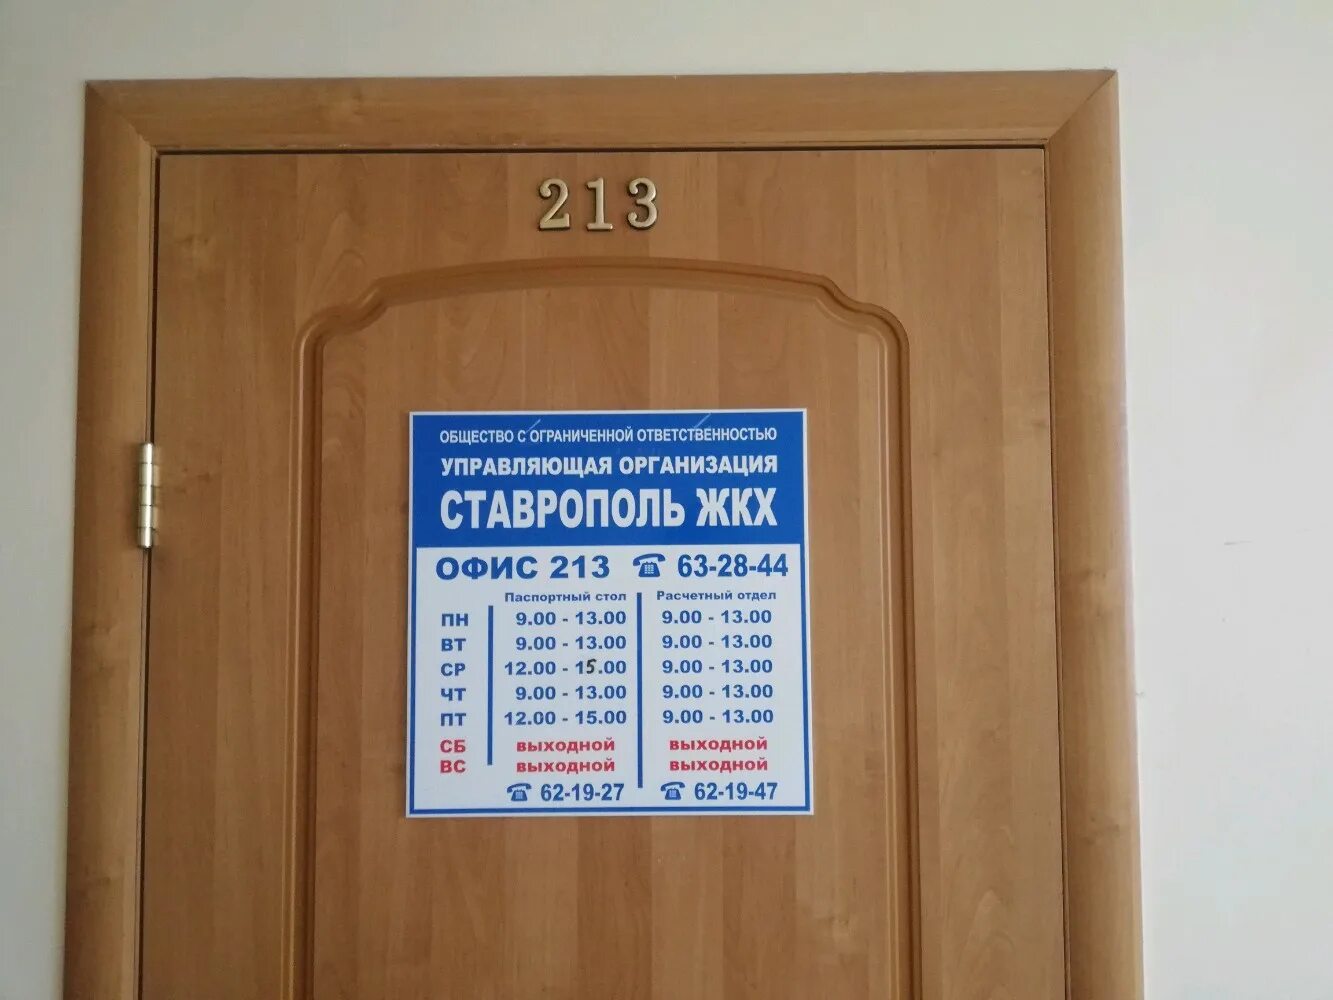 213
ОБЩЕСТВО С ОГРАНИЧЕННОЙ ОТВЕТСТВЕННОСТЬЮ
УПРАВЛЯЮЩАЯ ОРГАНИЗАЦИЯ
СТАВРОПОЛЬ ЖКХ
ОФИС 213 ☎ 63-28-44
Паспортный стол Расчетный отдел
ПН 9.00 - 13.00 9.00 - 13.00
ВТ 9.00 - 13.00 9.00 - 13.00
СР 12.00 - 15.00 9.00 - 13.00
ЧТ 9.00 - 13.00 9.00 - 13.00
ПТ 12.00 - 15.00 9.00 - 13.00
СБ выходной выходной
ВС выходной выходной
☎ 62-19-27 ☎ 62-19-47